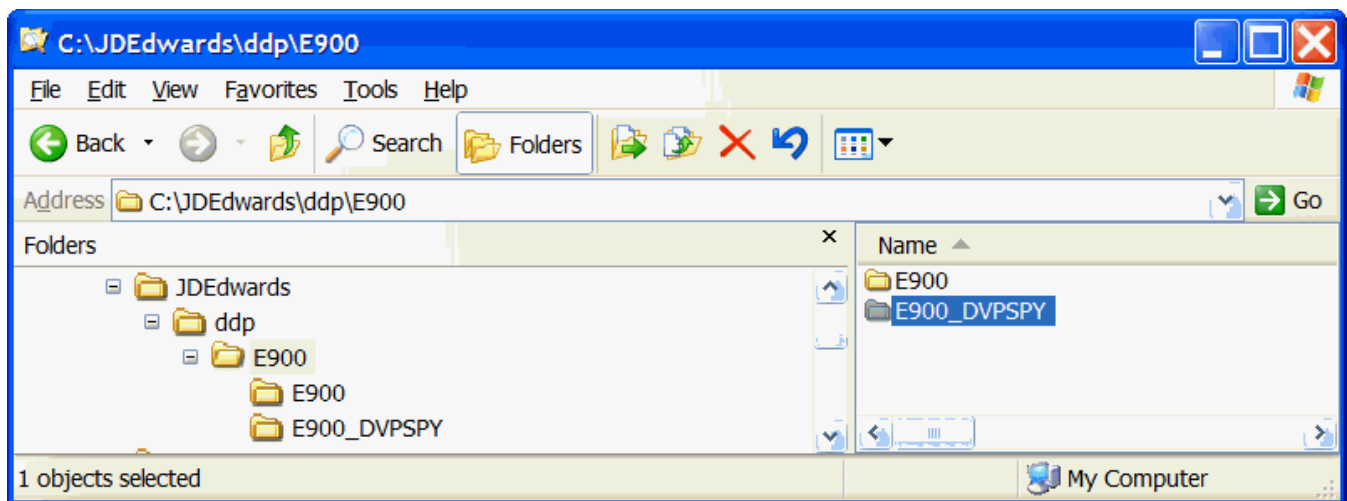 C:\JDEdwards\ddp\E900
File Edit View Favorites Tools Help
Back Search Folders
Address C:\JDEdwards\ddp\E900 Go
Folders x Name
JDEdwards
ddp
E900
E900
E900_DVPSPY
E900
E900_DVPSPY
1 objects selected My Computer